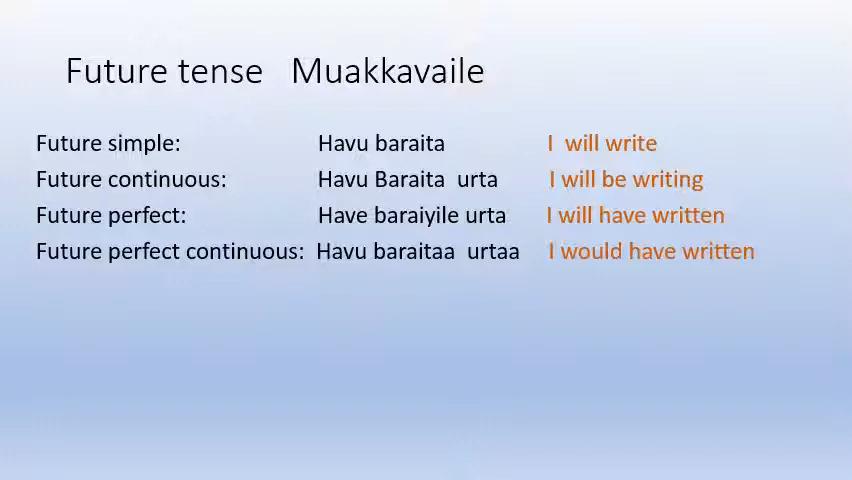 Future tense Muakkavaile
Future simple: Havu baraita I will write
Future continuous: Havu Baraita urta I will be writing
Future perfect: Have baraiyile urta I will have written
Future perfect continuous: Havu baraitaa urtaa I would have written